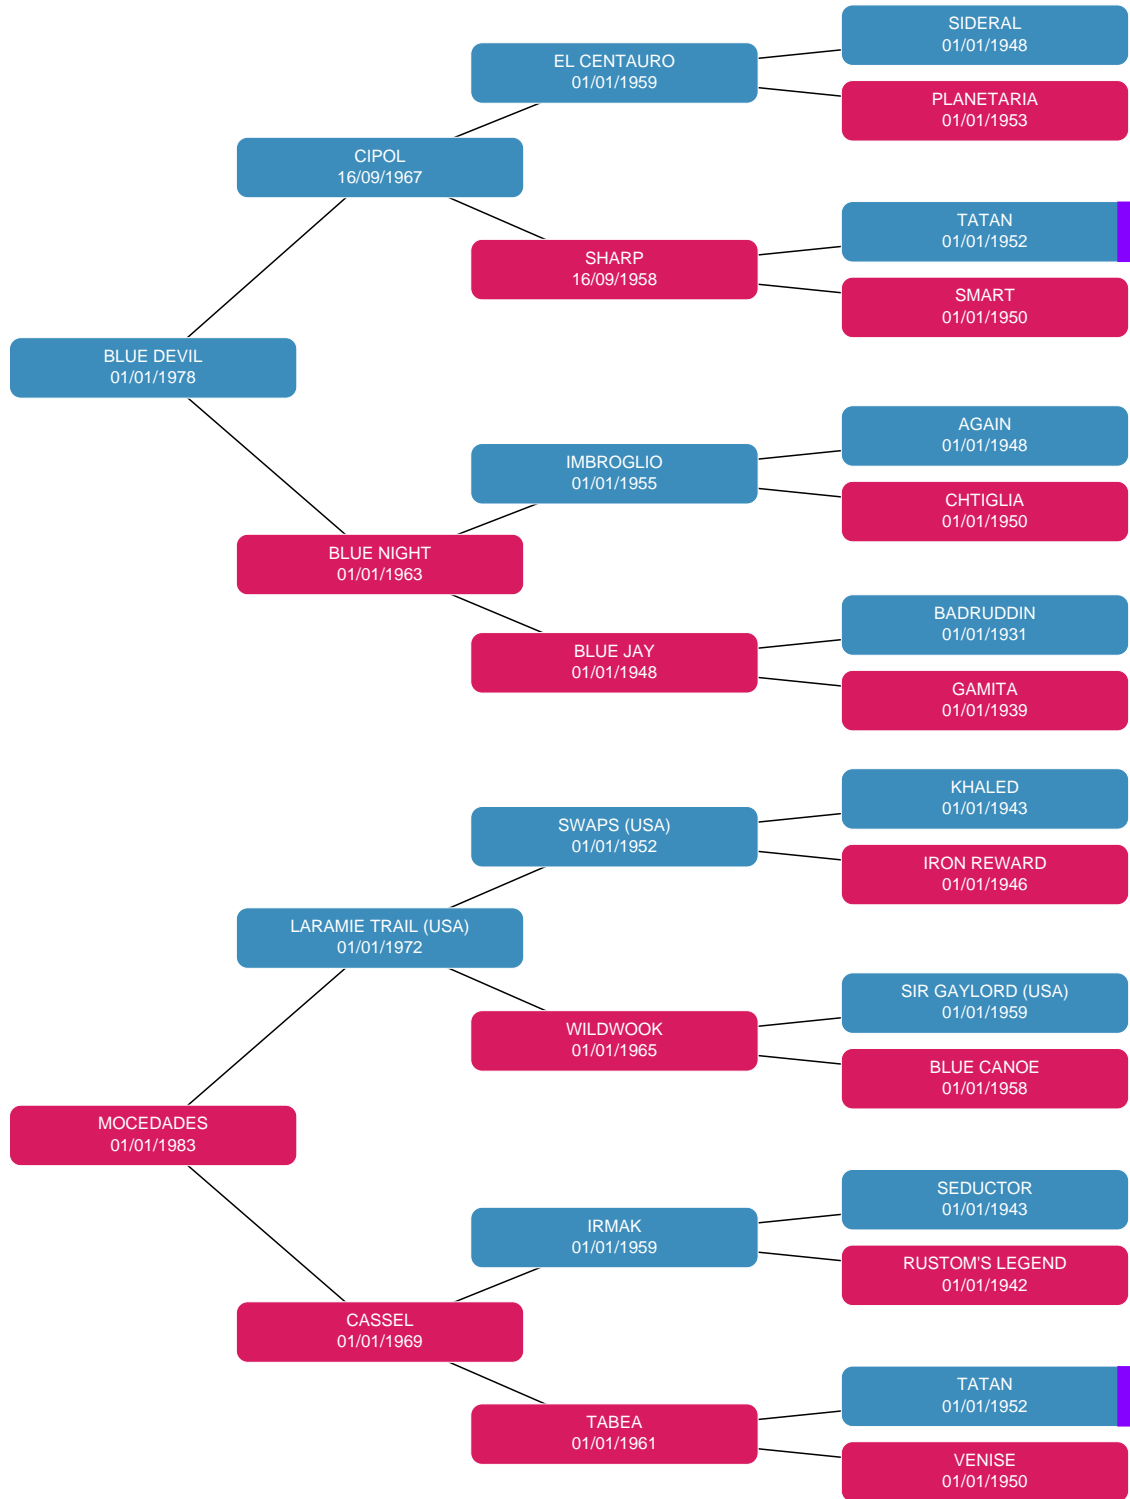 SIDERAL
01/01/1948
EL CENTAURO
01/01/1959
PLANETARIA
01/01/1953
CIPOL
16/09/1967
TATAN
01/01/1952
SHARP
16/09/1958
SMART
01/01/1950
BLUE DEVIL
01/01/1978
AGAIN
01/01/1948
IMBROGLIO
01/01/1955
CHTIGLIA
01/01/1950
BLUE NIGHT
01/01/1963
BADRUDDIN
01/01/1931
BLUE JAY
01/01/1948
GAMITA
01/01/1939
KHALED
01/01/1943
SWAPS (USA)
01/01/1952
IRON REWARD
01/01/1946
LARAMIE TRAIL (USA)
01/01/1972
SIR GAYLORD (USA)
01/01/1959
WILDWOOK
01/01/1965
BLUE CANOE
01/01/1958
MOCEDADES
01/01/1983
SEDUCTOR
01/01/1943
IRMAK
01/01/1959
RUSTOM'S LEGEND
01/01/1942
CASSEL
01/01/1969
TATAN
01/01/1952
TABEA
01/01/1961
VENISE
01/01/1950